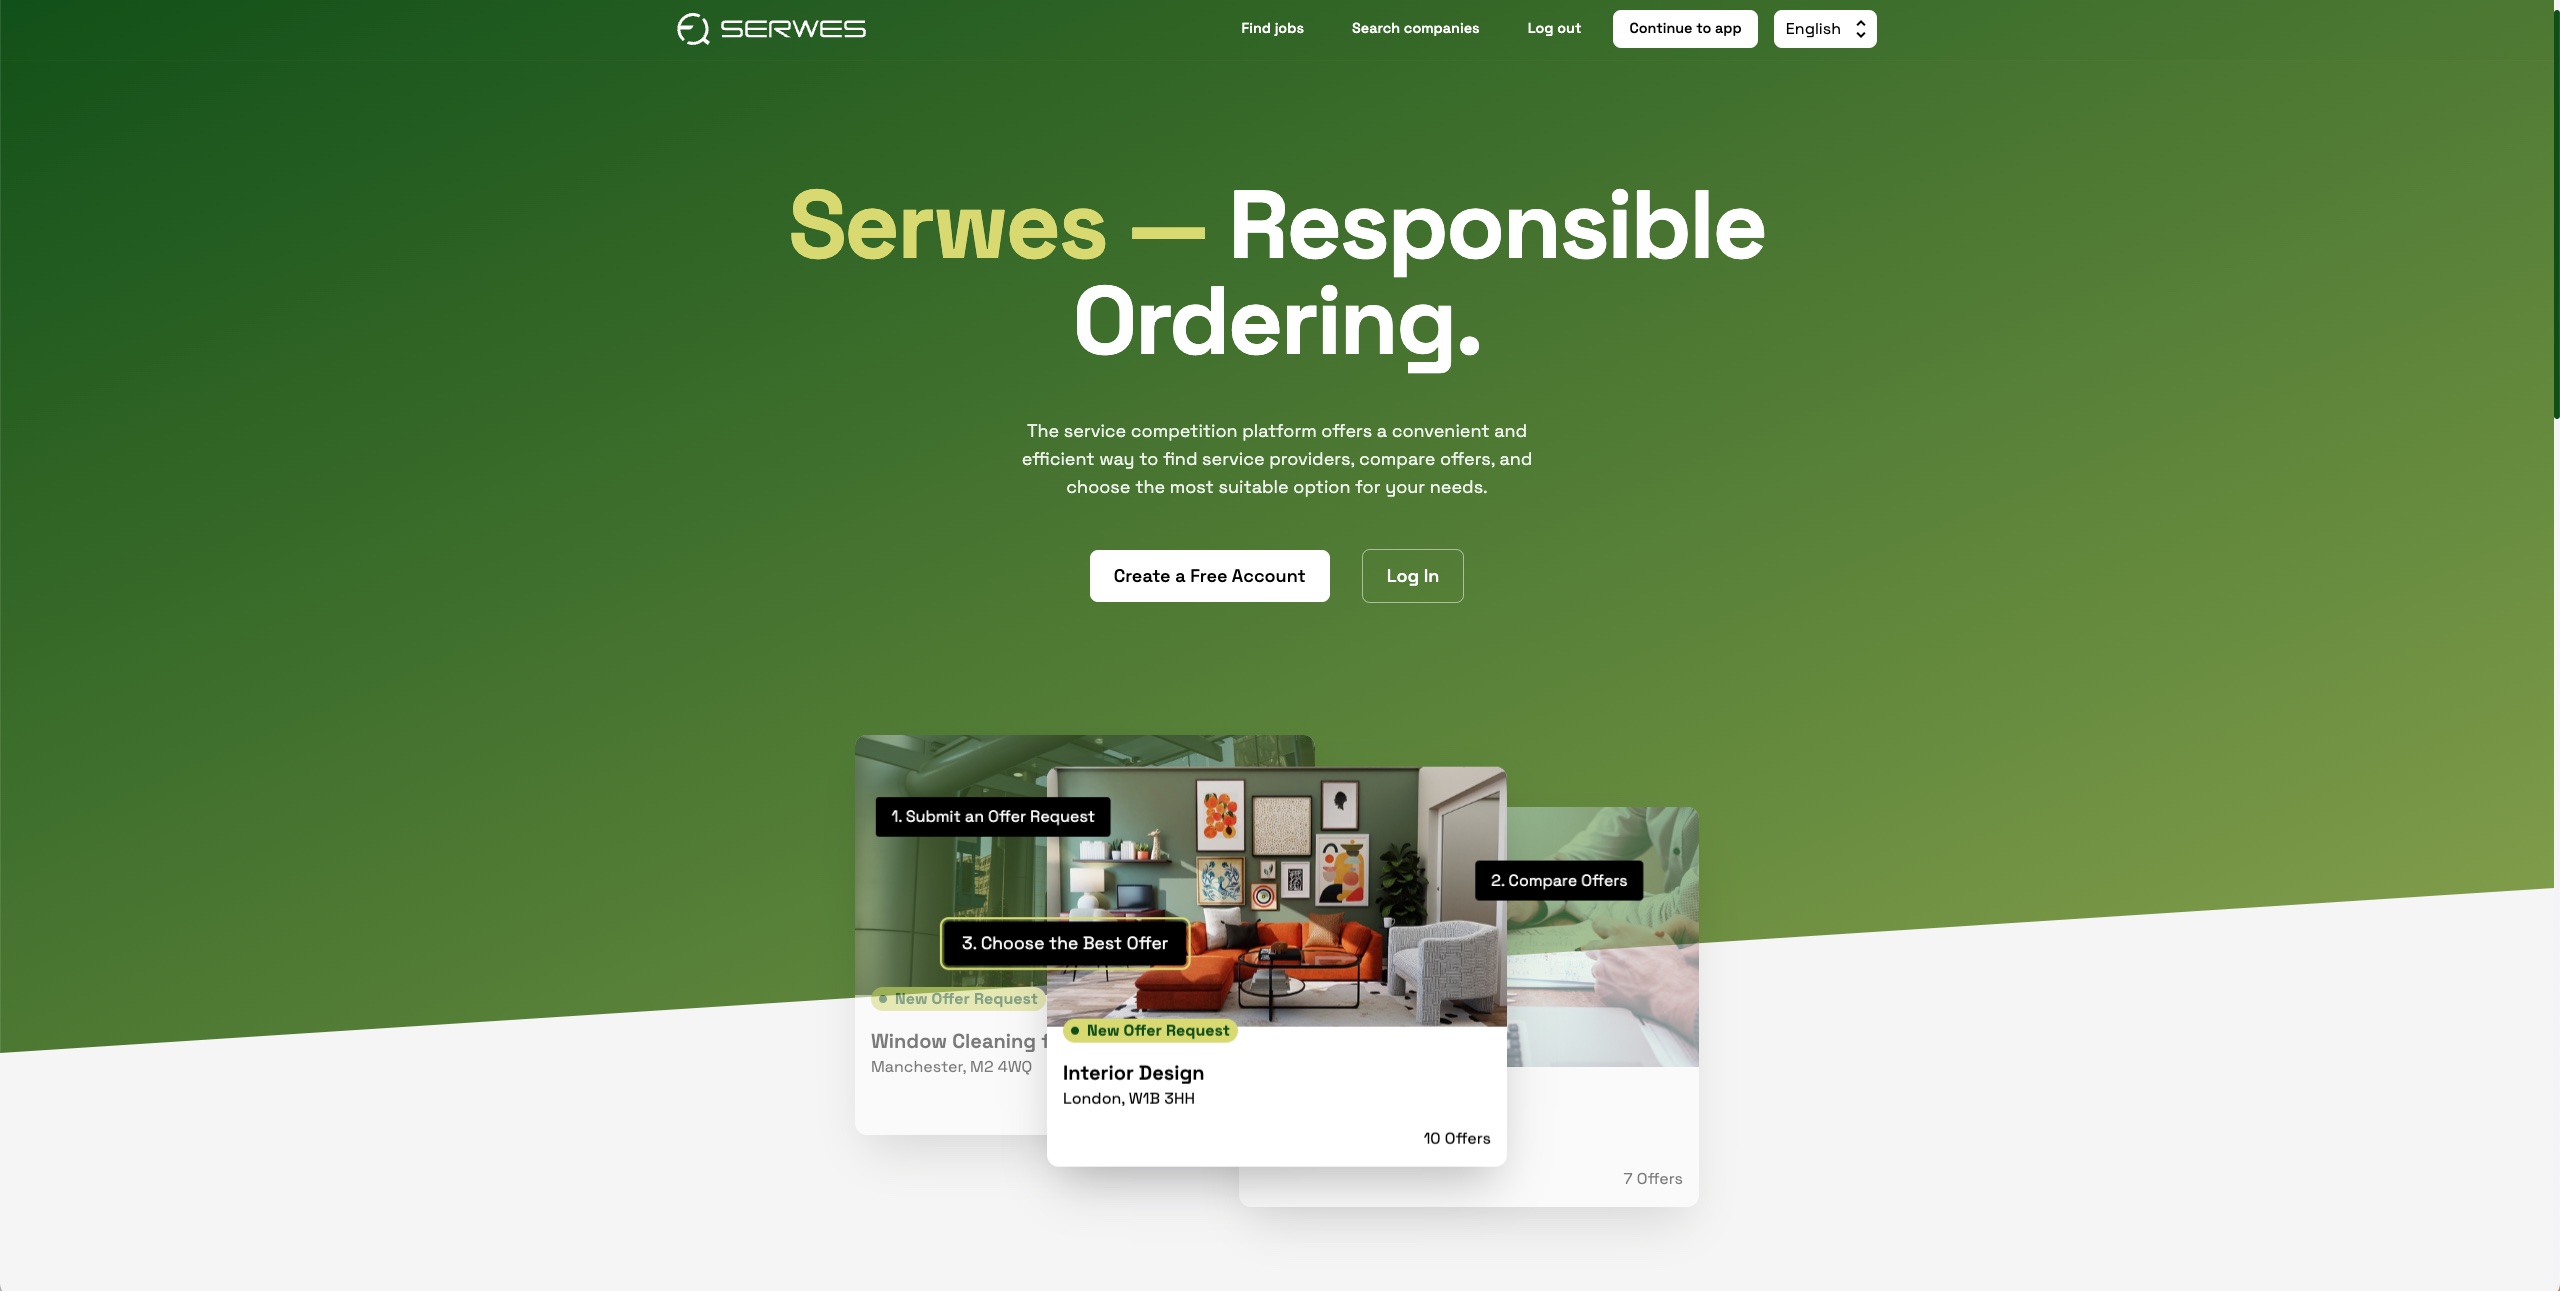 SERWES
Find jobs
Search companies
Log out
Continue to app
English
Serwes — Responsible
Ordering.
The service competition platform offers a convenient and
efficient way to find service providers, compare offers, and
choose the most suitable option for your needs.
Create a Free Account
Log In
1. Submit an Offer Request
2. Compare Offers
3. Choose the Best Offer
New Offer Request
Window Cleaning
Manchester, M2 4WQ
New Offer Request
Interior Design
London, W1B 3HH
10 Offers
7 Offers